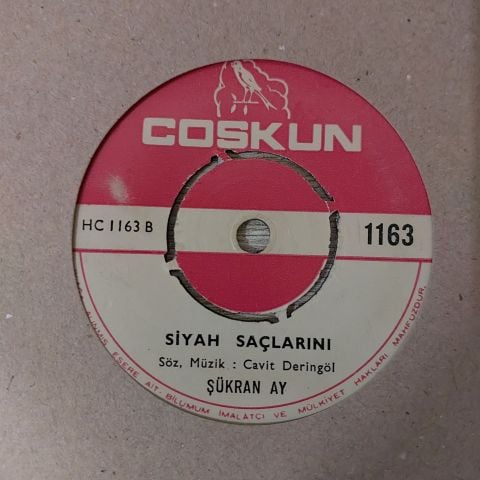 COSKUN
HC 1163 B
1163
SİYAH SAÇLARINI
Söz, Müzik : Cavit Deringöl
ŞÜKRAN AY
ESERE AİT, BİLUMUM İMALATÇI VE MÜLKİYET HAKLARI MAHFUZDUR.